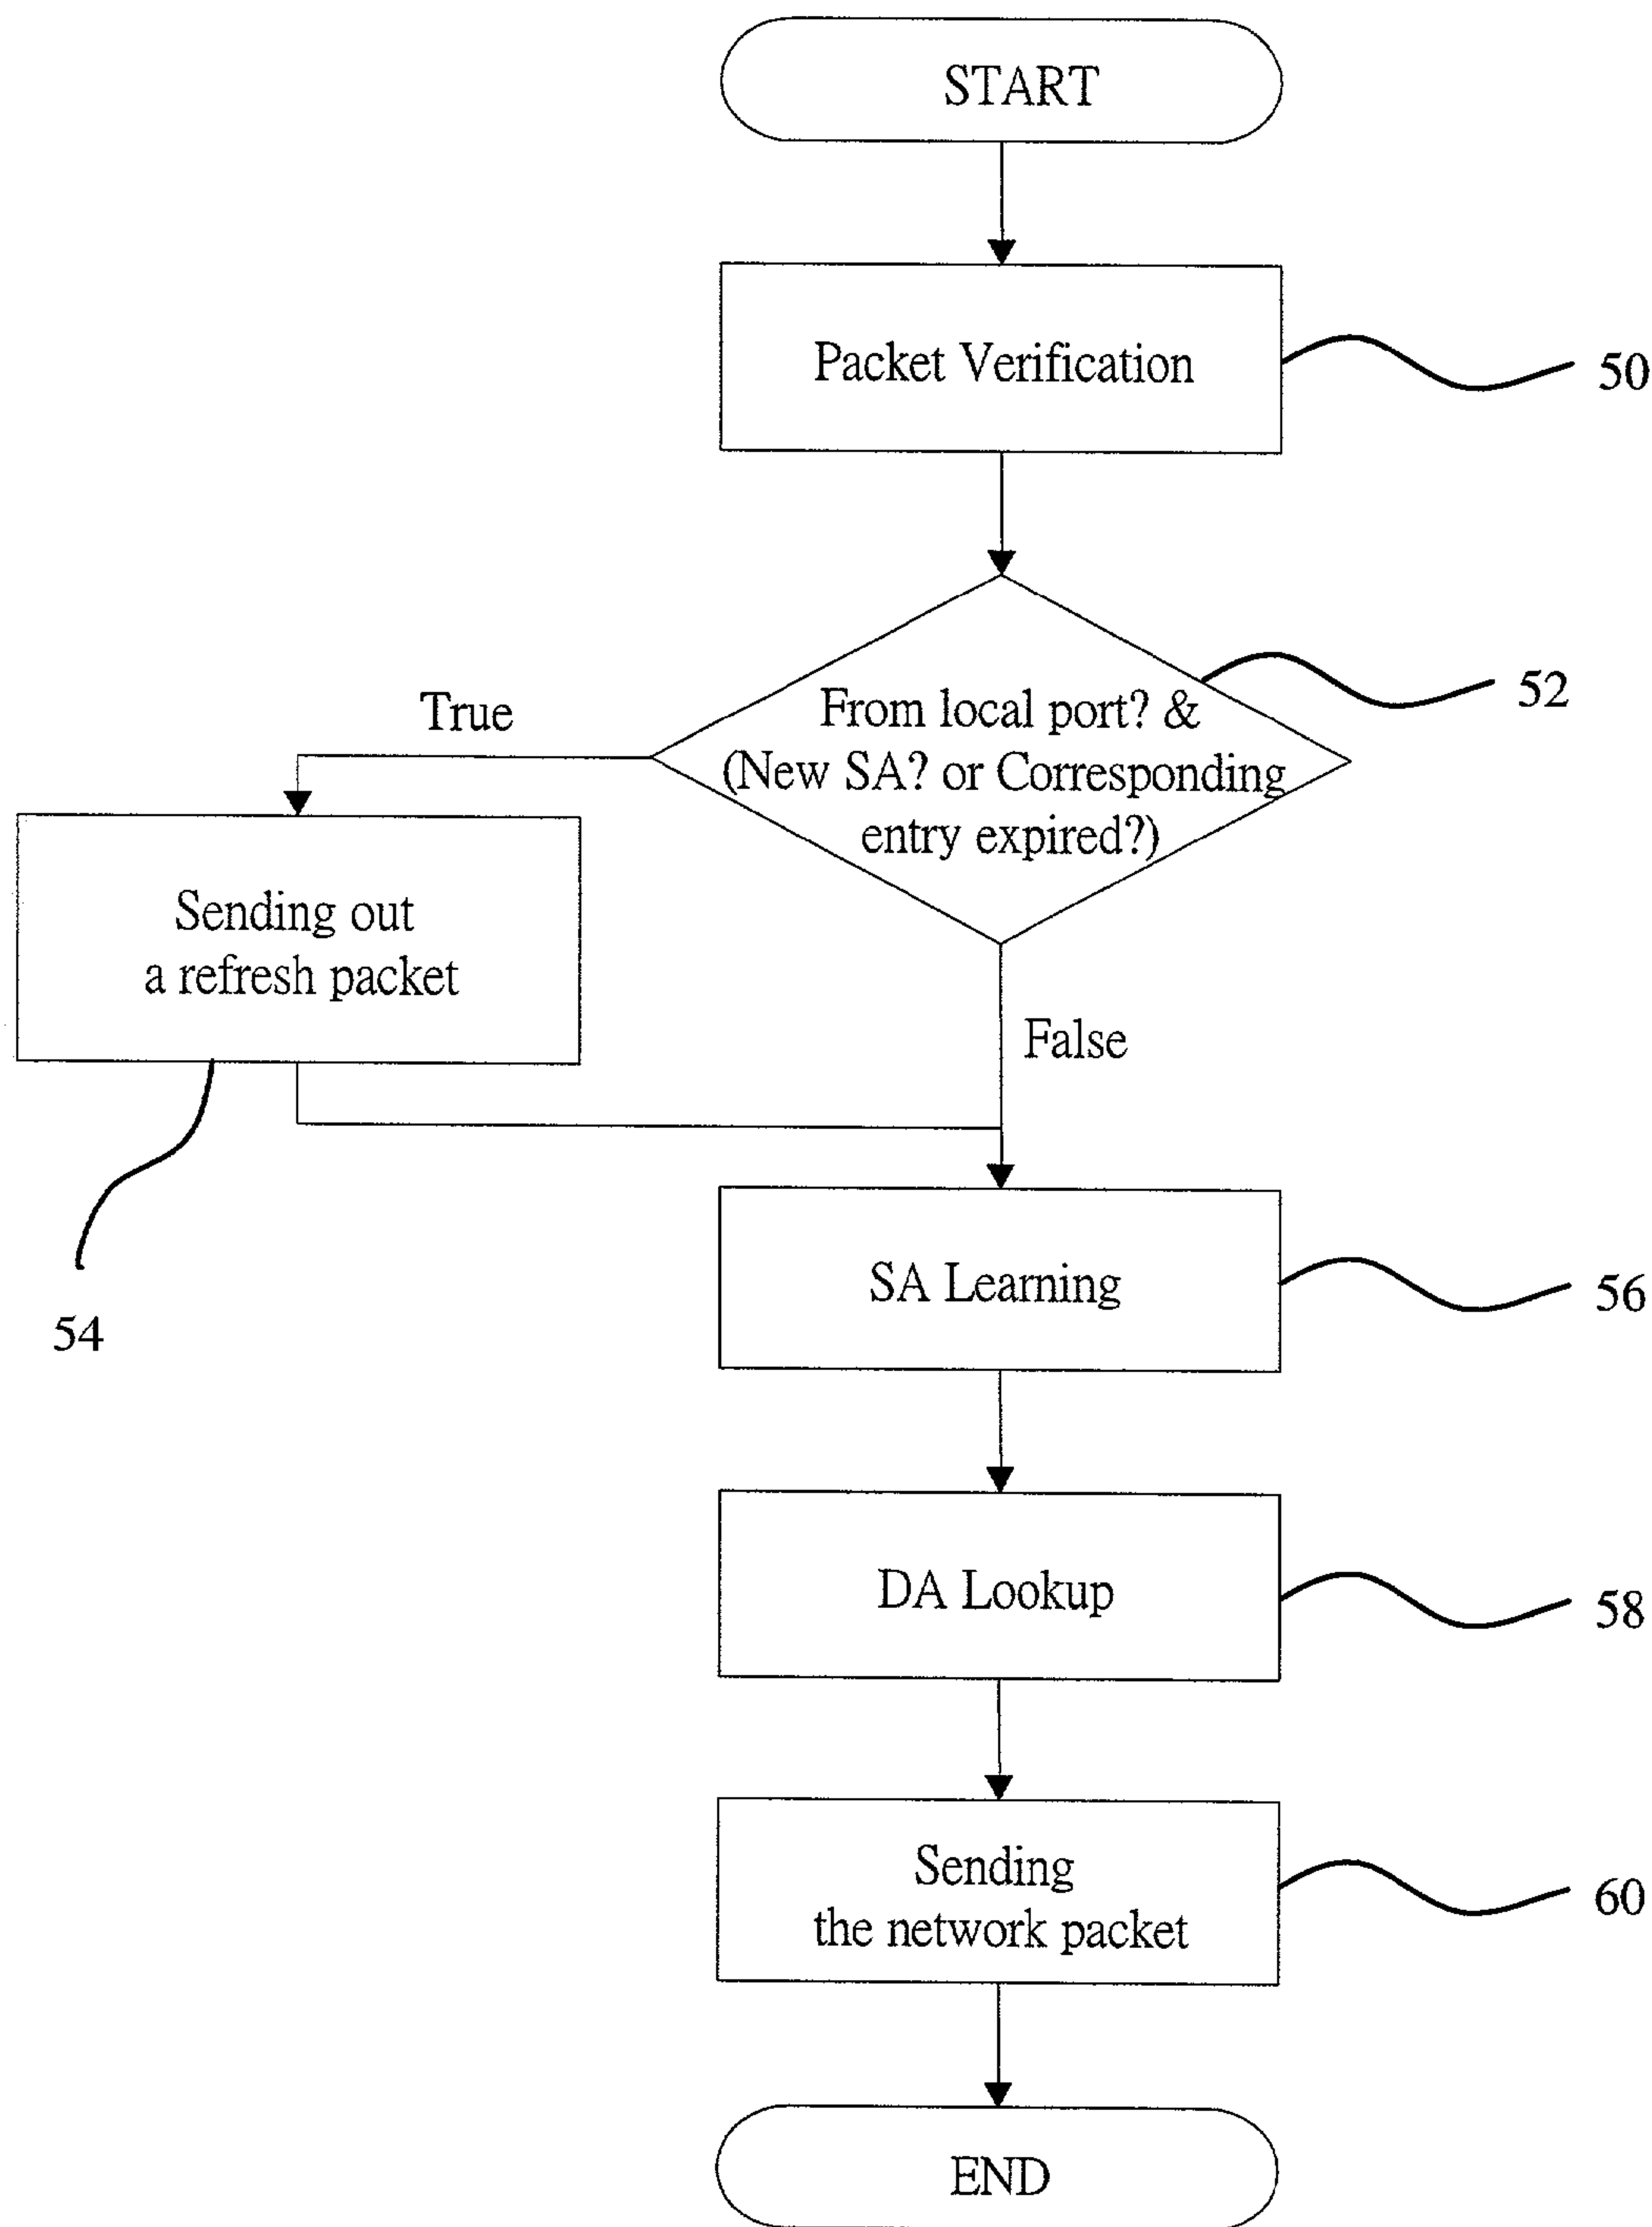 START
Packet Verification
50
From local port? &
(New SA? or Corresponding
entry expired?)
52
True
Sending out
a refresh packet
False
54
SA Learning
56
DA Lookup
58
Sending
the network packet
60
END